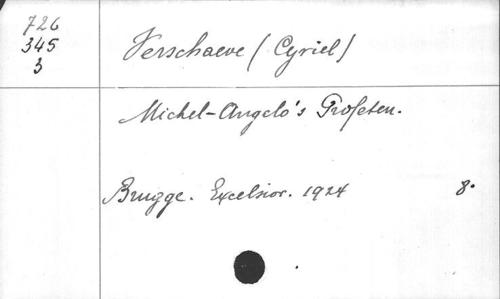 726
345
3
Verschaeve (Cyriel)
Michel-Angelo's Profeten.
Brugge. Excelsior. 1924 8.